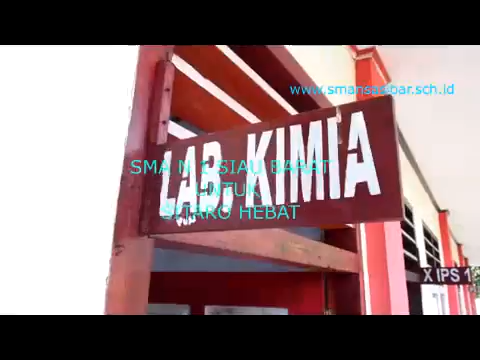 www.smansasbar.sch.id
LAB. KIMIA
SMA N 1 SIAU BARAT
UNTUK
SITARO HEBAT
X IPS 1